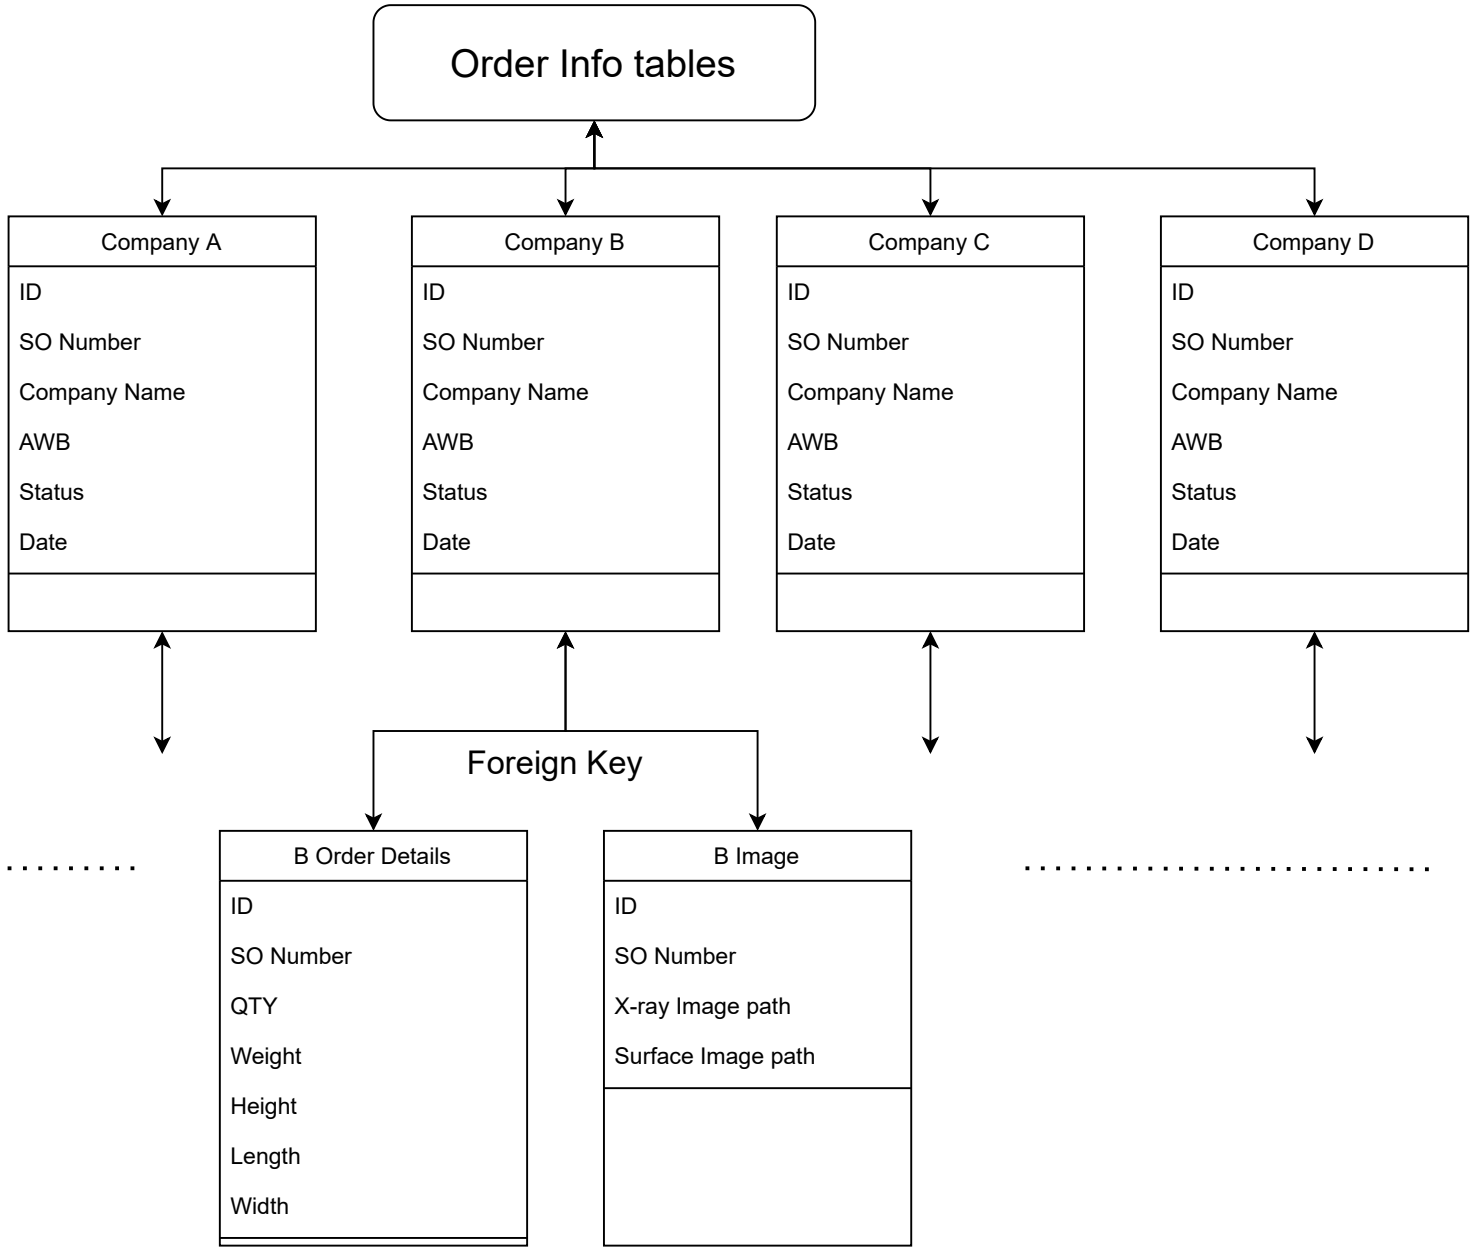 Order Info tables
Company A
ID
SO Number
Company Name
AWB
Status
Date
Company B
ID
SO Number
Company Name
AWB
Status
Date
Company C
ID
SO Number
Company Name
AWB
Status
Date
Company D
ID
SO Number
Company Name
AWB
Status
Date
Foreign Key
B Order Details
ID
SO Number
QTY
Weight
Height
Length
Width
B Image
ID
SO Number
X-ray Image path
Surface Image path